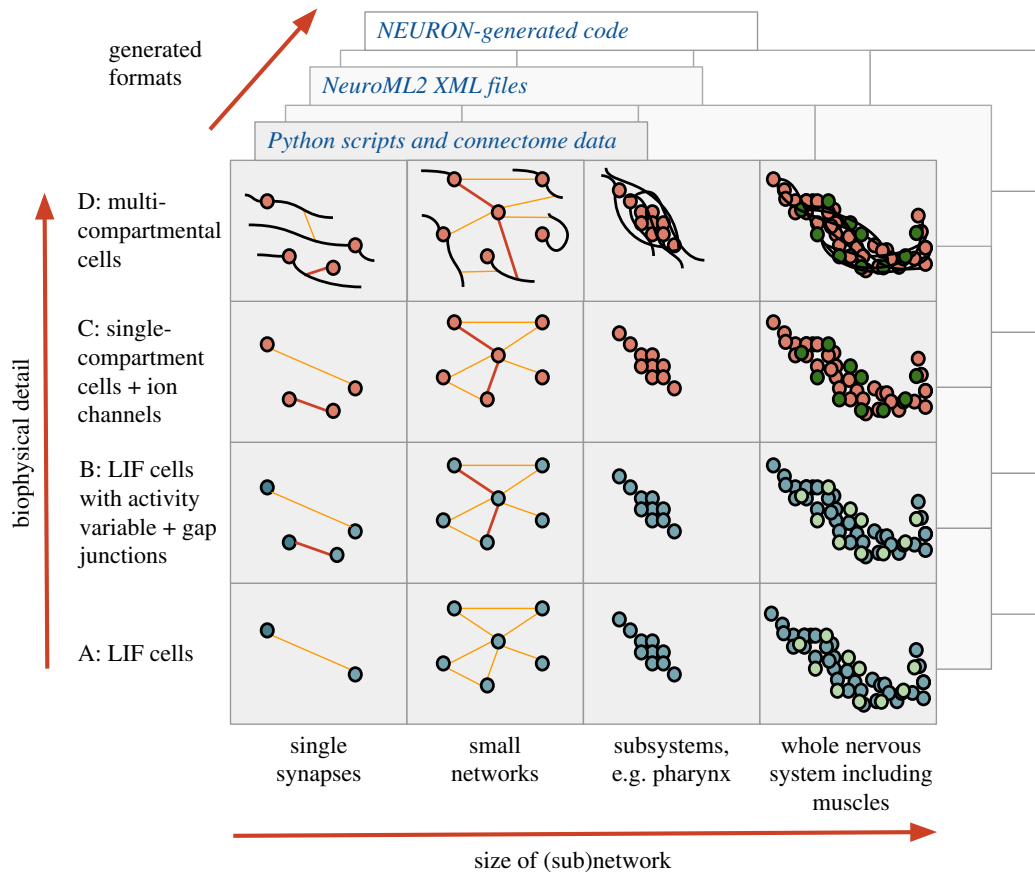 generated
formats
NEURON-generated code
NeuroML2 XML files
Python scripts and connectome data
biophysical detail
D: multi-
compartmental
cells
C: single-
compartment
cells + ion
channels
B: LIF cells
with activity
variable + gap
junctions
A: LIF cells
single
synapses
small
networks
subsystems,
e.g. pharynx
whole nervous
system including
muscles
size of (sub)network